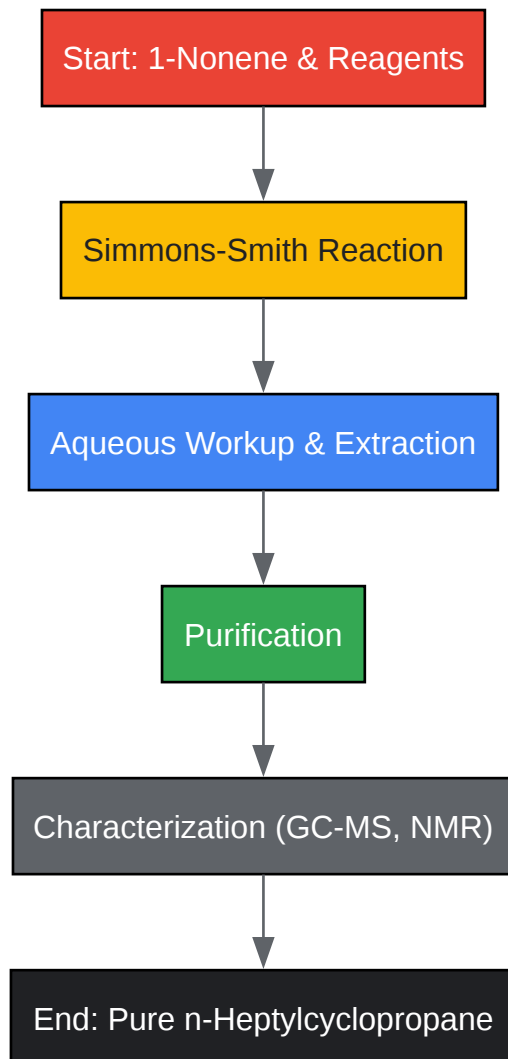 Start: 1-Nonene & Reagents
Simmons-Smith Reaction
Aqueous Workup & Extraction
Purification
Characterization (GC-MS, NMR)
End: Pure n-Heptylcyclopropane